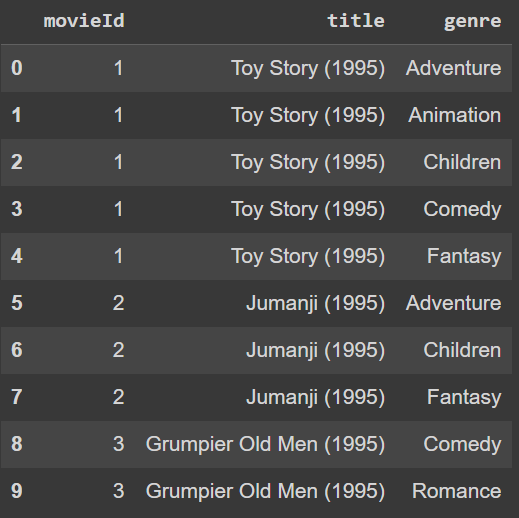 movieId title genre
0 1 Toy Story (1995) Adventure
1 1 Toy Story (1995) Animation
2 1 Toy Story (1995) Children
3 1 Toy Story (1995) Comedy
4 1 Toy Story (1995) Fantasy
5 2 Jumanji (1995) Adventure
6 2 Jumanji (1995) Children
7 2 Jumanji (1995) Fantasy
8 3 Grumpier Old Men (1995) Comedy
9 3 Grumpier Old Men (1995) Romance